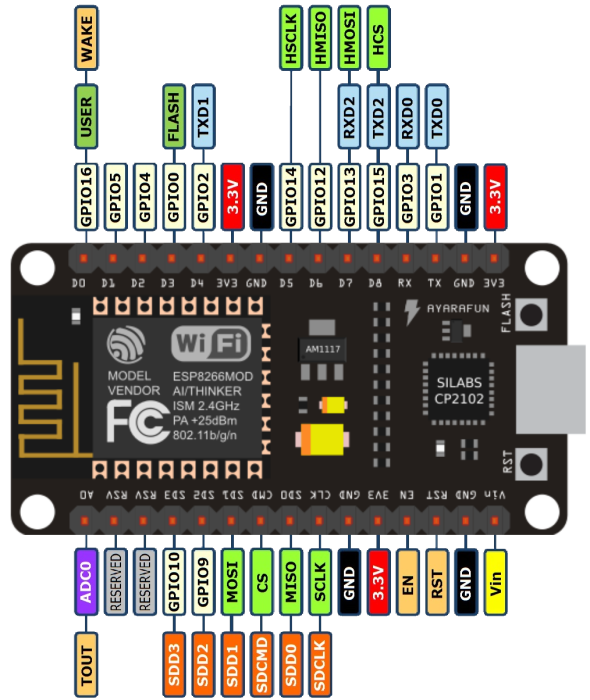 WAKE HSCLK HMISO HMOSI HCS
USER FLASH TXD1 RXD2 TXD2 RXD0 TXD0
GPIO16 GPIO5 GPIO4 GPIO0 GPIO2 3.3V GND GPIO14 GPIO12 GPIO13 GPIO15 GPIO3 GPIO1 GND 3.3V
D0 D1 D2 D3 D4 3V3 GND D5 D6 D7 D8 RX TX GND 3V3
AYARAFUN
FLASH
WiFi
AM1117
MODEL
VENDOR
FC
ESP8266MOD
AI/THINKER
ISM 2.4GHz
PA +25dBm
802.11b/g/n
SILABS
CP2102
RST
A0 RSV RSV SD3 SD2 SD1 CMD SD0 CLK GND 3V3 EN RST GND Vin
ADC0 RESERVED RESERVED GPIO10 GPIO9 MOSI CS MISO SCLK GND 3.3V EN RST GND Vin
TOUT SDD3 SDD2 SDD1 SDCMD SDD0 SDCLK